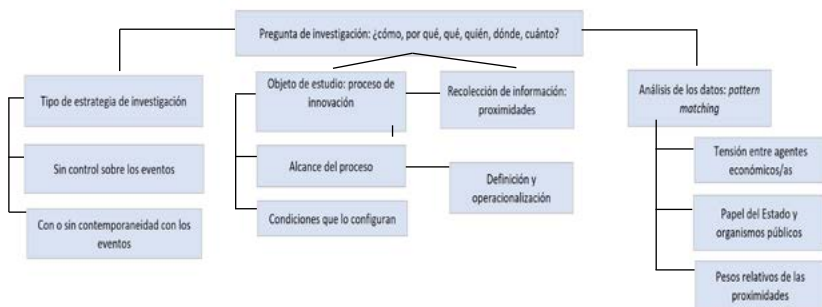 Pregunta de investigación: ¿cómo, por qué, qué, quién, dónde, cuánto?
Tipo de estrategia de investigación
Sin control sobre los eventos
Con o sin contemporaneidad con los
eventos
Objeto de estudio: proceso de
innovación
Alcance del proceso
Condiciones que lo configuran
Recolección de información:
proximidades
Definición y
operacionalización
Análisis de los datos: pattern
matching
Tensión entre agentes
económicos/as
Papel del Estado y
organismos públicos
Pesos relativos de las
proximidades